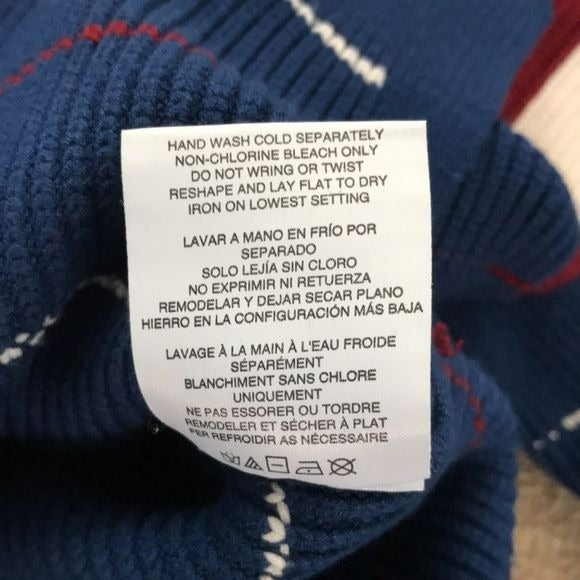 HAND WASH COLD SEPARATELY
NON-CHLORINE BLEACH ONLY
DO NOT WRING OR TWIST
RESHAPE AND LAY FLAT TO DRY
IRON ON LOWEST SETTING
LAVAR A MANO EN FRÍO POR
SEPARADO
SOLO LEJÍA SIN CLORO
NO EXPRIMIR NI RETUERZA
REMODELAR Y DEJAR SECAR PLANO
HIERRO EN LA CONFIGURACIÓN MÁS BAJA
LAVAGE À LA MAIN À L'EAU FROIDE
SÉPARÉMENT
BLANCHIMENT SANS CHLORE
UNIQUEMENT
NE PAS ESSORER OU TORDRE
REMODELER ET SÉCHER À PLAT
FER REFROIDIR AS NÉCESSAIRE